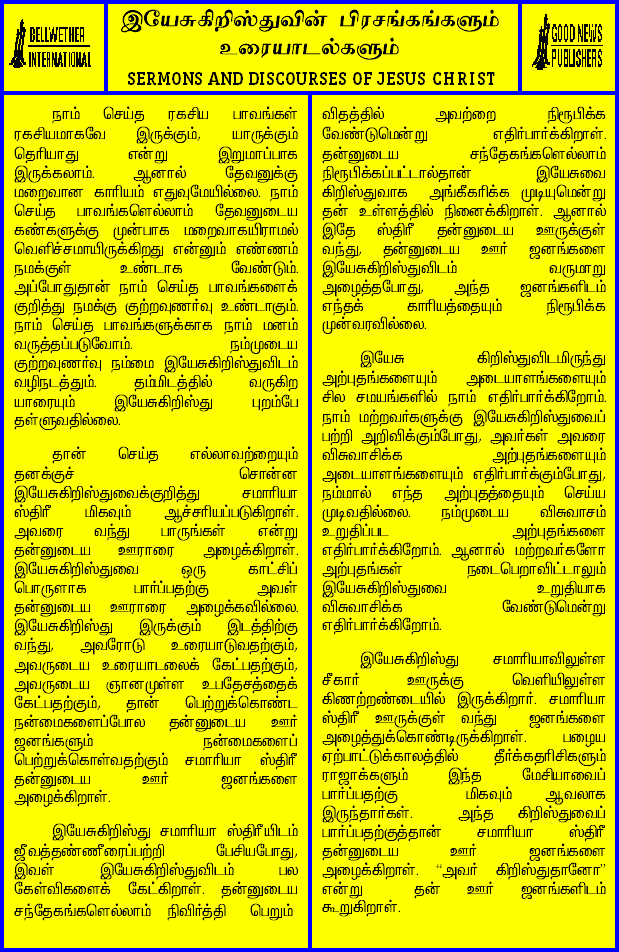 BELLWETHER
INTERNATIONAL
இயேசுகிறிஸ்துவின் பிரசங்கங்களும்
உரையாடல்களும்
SERMONS AND DISCOURSES OF JESUS CHRIST
GOOD NEWS
PUBLISHERS
நாம் செய்த ரகசிய பாவங்கள்
ரகசியமாகவே இருக்கும், யாருக்கும்
தெரியாது என்று இறுமாப்பாக
இருக்கலாம். ஆனால் தேவனுக்கு
மறைவான காரியம் எதுவுமேயில்லை. நாம்
செய்த பாவங்களெல்லாம் தேவனுடைய
கண்களுக்கு முன்பாக மறைவாகயிராமல்
வெளிச்சமாயிருக்கிறது என்னும் எண்ணம்
நமக்குள் உண்டாக வேண்டும்.
அப்போதுதான் நாம் செய்த பாவங்களைக்
குறித்து நமக்கு குற்றவுணர்வு உண்டாகும்.
நாம் செய்த பாவங்களுக்காக நாம் மனம்
வருத்தப்படுவோம். நம்முடைய
குற்றவுணர்வு நம்மை இயேசுகிறிஸ்துவிடம்
வழிநடத்தும். தம்மிடத்தில் வருகிற
யாரையும் இயேசுகிறிஸ்து புறம்பே
தள்ளுவதில்லை.
தான் செய்த எல்லாவற்றையும்
தனக்குச் சொன்ன
இயேசுகிறிஸ்துவைக்குறித்து சமாரியா
ஸ்திரீ மிகவும் ஆச்சரியப்படுகிறாள்.
அவரை வந்து பாருங்கள் என்று
தன்னுடைய ஊராரை அழைக்கிறாள்.
இயேசுகிறிஸ்துவை ஒரு காட்சிப்
பொருளாக பார்ப்பதற்கு அவள்
தன்னுடைய ஊராரை அழைக்கவில்லை.
இயேசுகிறிஸ்து இருக்கும் இடத்திற்கு
வந்து, அவரோடு உரையாடுவதற்கும்,
அவருடைய உரையாடலைக் கேட்பதற்கும்,
அவருடைய ஞானமுள்ள உபதேசத்தைக்
கேட்பதற்கும், தான் பெற்றுக்கொண்ட
நன்மைகளைப்போல தன்னுடைய ஊர்
ஜனங்களும் நன்மைகளைப்
பெற்றுக்கொள்வதற்கும் சமாரியா ஸ்திரீ
தன்னுடைய ஊர் ஜனங்களை
அழைக்கிறாள்.
இயேசுகிறிஸ்து சமாரியா ஸ்திரீயிடம்
ஜீவத்தண்ணீரைப்பற்றி பேசியபோது,
இவள் இயேசுகிறிஸ்துவிடம் பல
கேள்விகளைக் கேட்கிறாள். தன்னுடைய
சந்தேகங்களெல்லாம் நிவிர்த்தி பெறும்
விதத்தில் அவற்றை நிரூபிக்க
வேண்டுமென்று எதிர்பார்க்கிறாள்.
தன்னுடைய சந்தேகங்களெல்லாம்
நிரூபிக்கப்பட்டால்தான் இயேசுவை
கிறிஸ்துவாக அங்கீகரிக்க முடியுமென்று
தன் உள்ளத்தில் நினைக்கிறாள். ஆனால்
இதே ஸ்திரீ தன்னுடைய ஊருக்குள்
வந்து, தன்னுடைய ஊர் ஜனங்களை
இயேசுகிறிஸ்துவிடம் வருமாறு
அழைத்தபோது, அந்த ஜனங்களிடம்
எந்தக் காரியத்தையும் நிரூபிக்க
முன்வரவில்லை.
இயேசு கிறிஸ்துவிடமிருந்து
அற்புதங்களையும் அடையாளங்களையும்
சில சமயங்களில் நாம் எதிர்பார்க்கிறோம்.
நாம் மற்றவர்களுக்கு இயேசுகிறிஸ்துவைப்
பற்றி அறிவிக்கும்போது, அவர்கள் அவரை
விசுவாசிக்க அற்புதங்களையும்
அடையாளங்களையும் எதிர்பார்க்கும்போது,
நம்மால் எந்த அற்புதத்தையும் செய்ய
முடிவதில்லை. நம்முடைய விசுவாசம்
உறுதிப்பட அற்புதங்களை
எதிர்பார்க்கிறோம். ஆனால் மற்றவர்களோ
அற்புதங்கள் நடைபெறாவிட்டாலும்
இயேசுகிறிஸ்துவை உறுதியாக
விசுவாசிக்க வேண்டுமென்று
எதிர்பார்க்கிறோம்.
இயேசுகிறிஸ்து சமாரியாவிலுள்ள
சீகார் ஊருக்கு வெளியிலுள்ள
கிணற்றண்டையில் இருக்கிறார். சமாரியா
ஸ்திரீ ஊருக்குள் வந்து ஜனங்களை
அழைத்துக்கொண்டிருக்கிறாள். பழைய
ஏற்பாட்டுக்காலத்தில் தீர்க்கதரிசிகளும்
ராஜாக்களும் இந்த மேசியாவைப்
பார்ப்பதற்கு மிகவும் ஆவலாக
இருந்தார்கள். அந்த கிறிஸ்துவைப்
பார்ப்பதற்குத்தான் சமாரியா ஸ்திரீ
தன்னுடைய ஊர் ஜனங்களை
அழைக்கிறாள். “அவர் கிறிஸ்துதானோ”
என்று தன் ஊர் ஜனங்களிடம்
கூறுகிறாள்.